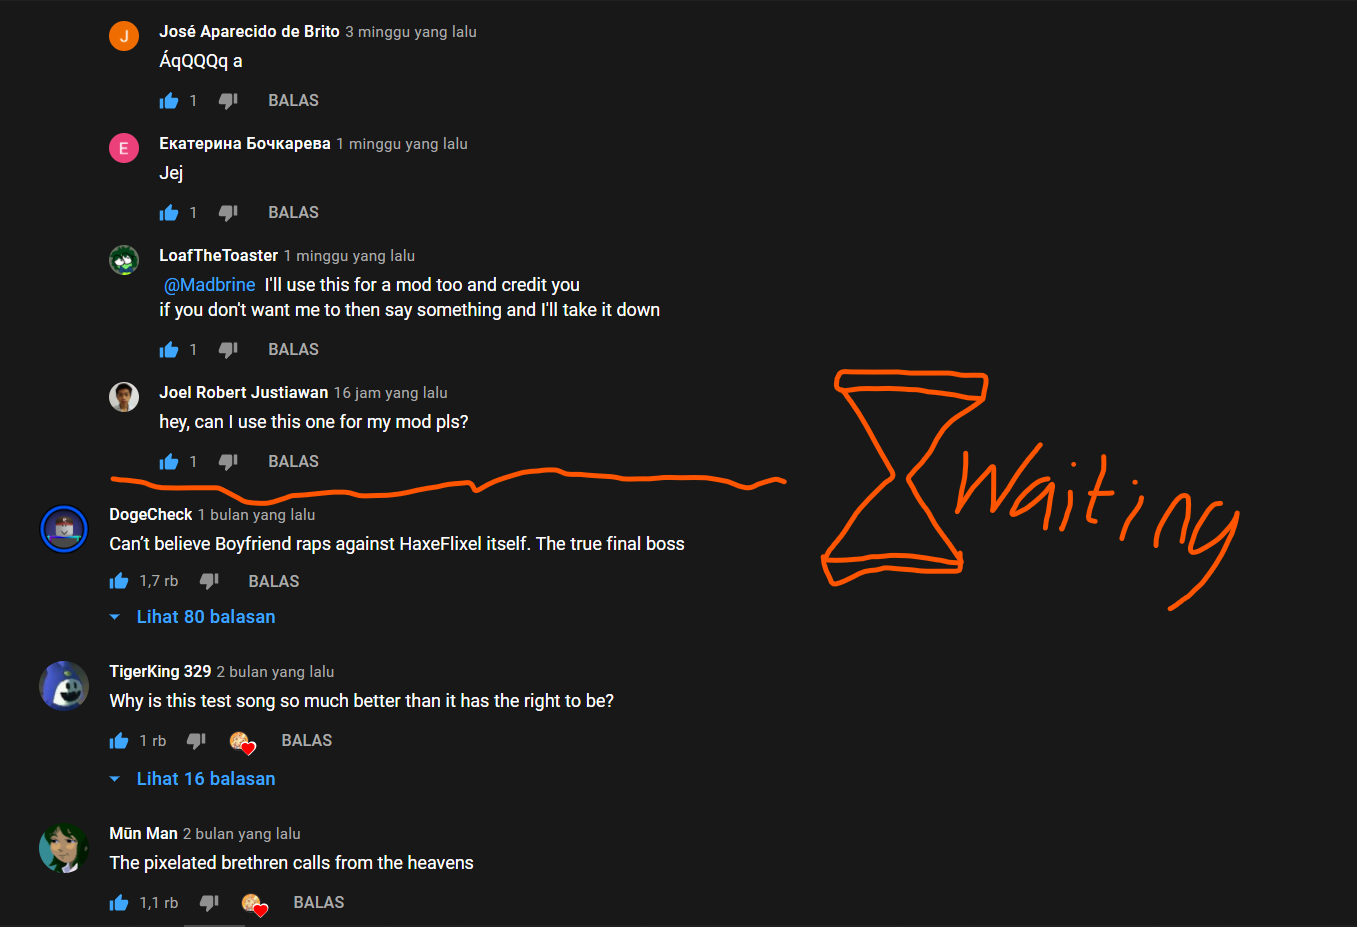 J
José Aparecido de Brito 3 minggu yang lalu
ÁqQQQq a
1 BALAS
E
Екатерина Бочкарева 1 minggu yang lalu
Jej
1 BALAS
LoafTheToaster 1 minggu yang lalu
@Madbrine I'll use this for a mod too and credit you
if you don't want me to then say something and I'll take it down
1 BALAS
Joel Robert Justiawan 16 jam yang lalu
hey, can I use this one for my mod pls?
1 BALAS
Waiting
DogeCheck 1 bulan yang lalu
Can’t believe Boyfriend raps against HaxeFlixel itself. The true final boss
1,7 rb BALAS
Lihat 80 balasan
TigerKing 329 2 bulan yang lalu
Why is this test song so much better than it has the right to be?
1 rb BALAS
Lihat 16 balasan
Mūn Man 2 bulan yang lalu
The pixelated brethren calls from the heavens
1,1 rb BALAS